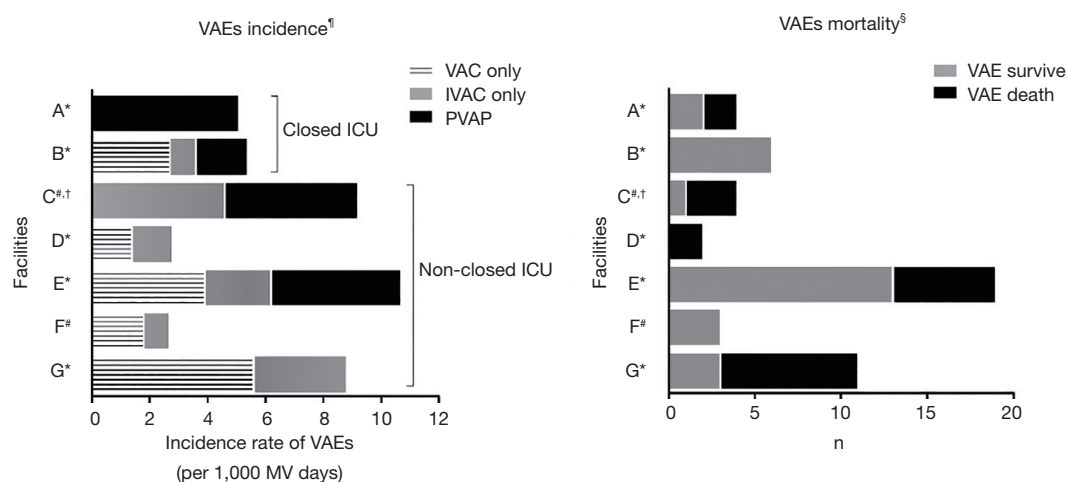 VAEs incidence¶
VAC only
IVAC only
PVAP
Closed ICU
Non-closed ICU
Facilities
A*
B*
C#,†
D*
E*
F#
G*
0 2 4 6 8 10 12
Incidence rate of VAEs
(per 1,000 MV days)
VAEs mortality§
VAE survive
VAE death
Facilities
A*
B*
C#,†
D*
E*
F#
G*
0 5 10 15 20
n